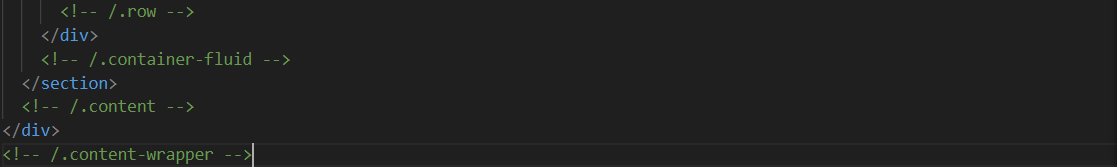 <!-- /.row -->
</div>
<!-- /.container-fluid -->
</section>
<!-- /.content -->
</div>
<!-- /.content-wrapper -->